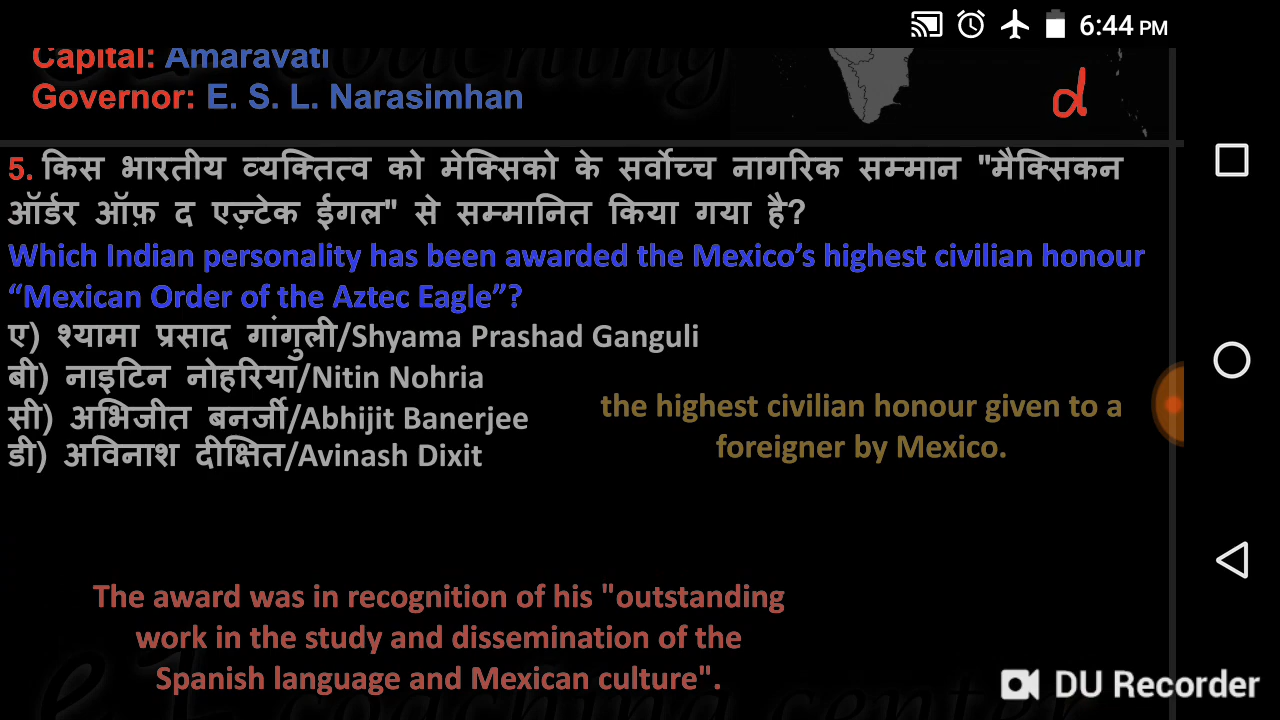 6:44 PM
Capital: Amaravati
Governor: E. S. L. Narasimhan
d
5. किस भारतीय व्यक्तित्व को मेक्सिको के सर्वोच्च नागरिक सम्मान "मैक्सिकन
ऑर्डर ऑफ़ द एज़्टेक ईगल" से सम्मानित किया गया है?
Which Indian personality has been awarded the Mexico’s highest civilian honour
“Mexican Order of the Aztec Eagle”?
ए) श्यामा प्रसाद गांगुली/Shyama Prashad Ganguli
बी) नाइटिन नोहरिया/Nitin Nohria
सी) अभिजीत बनर्जी/Abhijit Banerjee
डी) अविनाश दीक्षित/Avinash Dixit
the highest civilian honour given to a
foreigner by Mexico.
The award was in recognition of his "outstanding
work in the study and dissemination of the
Spanish language and Mexican culture".
e1 coaching center
DU Recorder